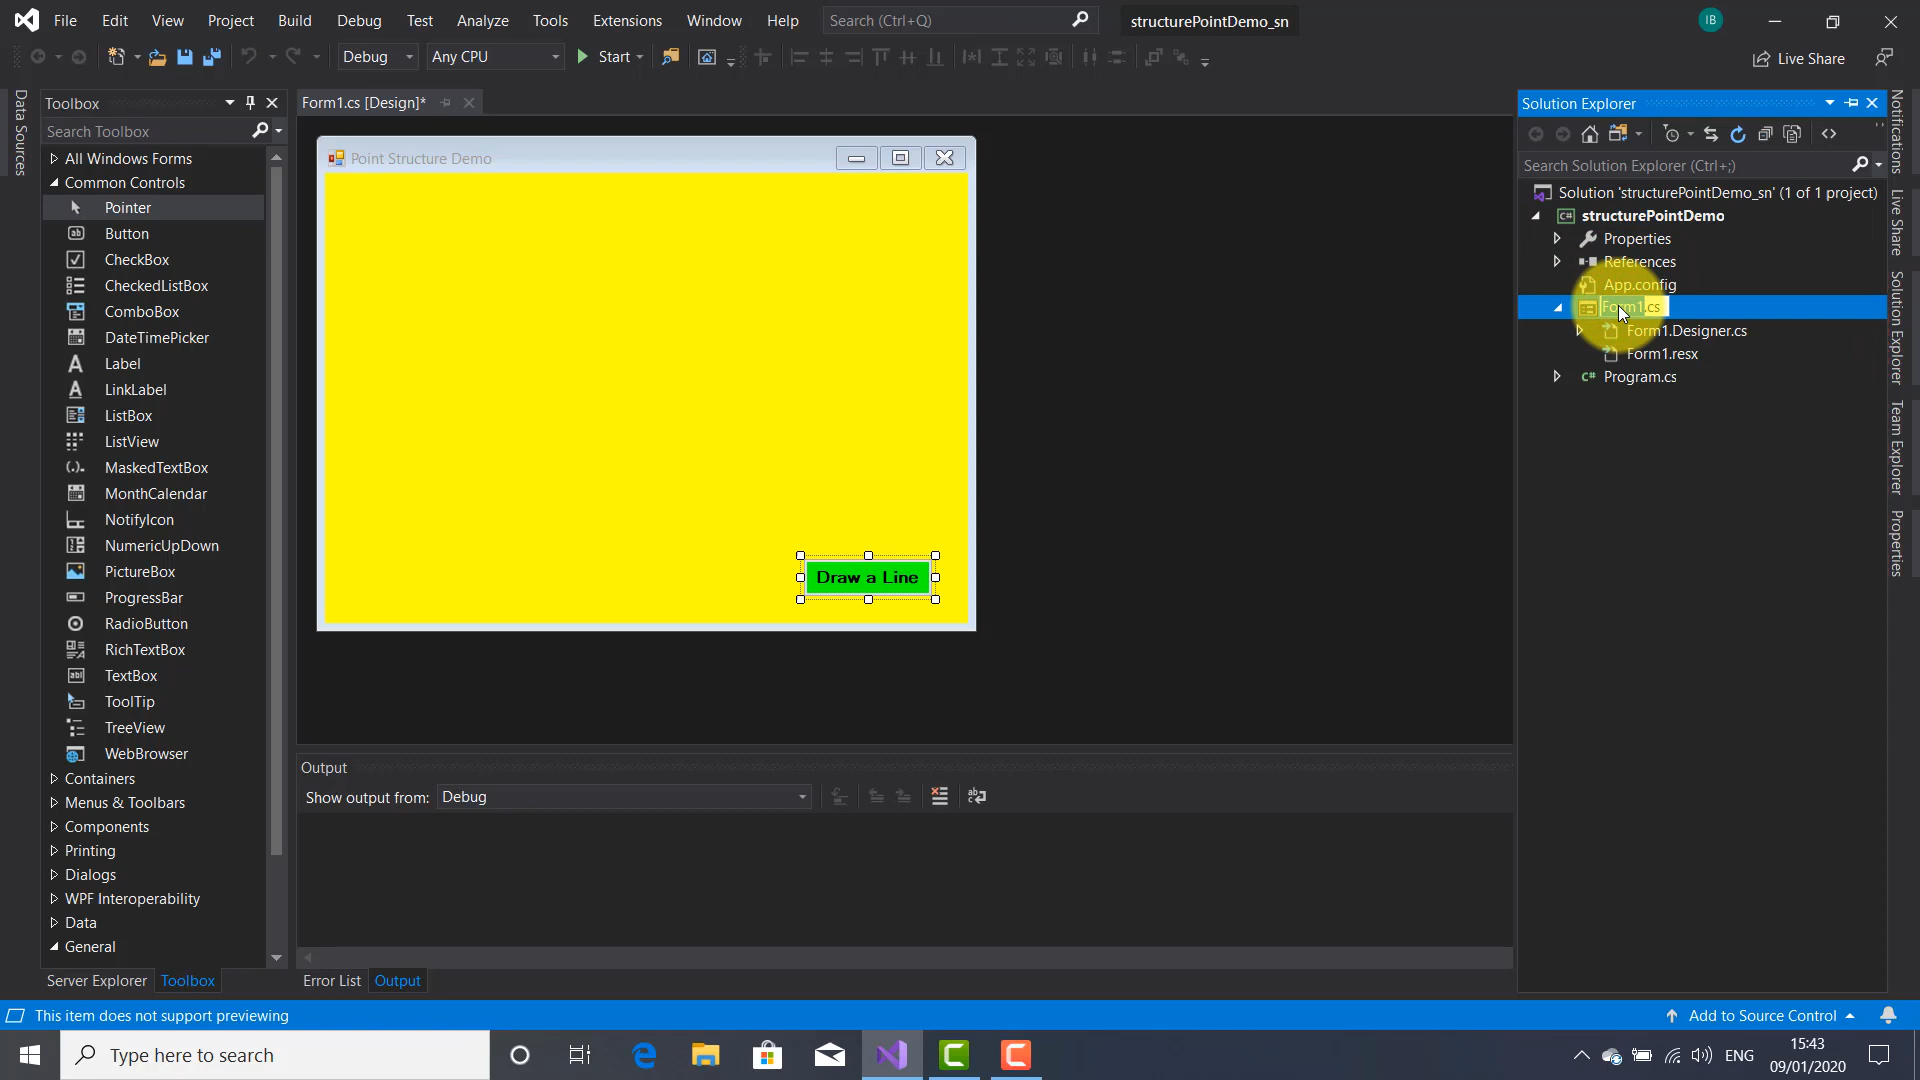 File Edit View Project Build Debug Test Analyze Tools Extensions Window Help Search (Ctrl+Q) structurePointDemo_sn IB
Debug Any CPU Start Live Share
Data Sources
Toolbox
Search Toolbox
All Windows Forms
Common Controls
Pointer
Button
CheckBox
CheckedListBox
ComboBox
DateTimePicker
Label
LinkLabel
ListBox
ListView
MaskedTextBox
MonthCalendar
NotifyIcon
NumericUpDown
PictureBox
ProgressBar
RadioButton
RichTextBox
TextBox
ToolTip
TreeView
WebBrowser
Containers
Menus & Toolbars
Components
Printing
Dialogs
WPF Interoperability
Data
General
Server Explorer Toolbox
Form1.cs [Design]*
Point Structure Demo
Draw a Line
Output
Show output from: Debug
Error List Output
Solution Explorer
Search Solution Explorer (Ctrl+;)
Solution 'structurePointDemo_sn' (1 of 1 project)
structurePointDemo
Properties
References
App.config
Form1.cs
Form1.Designer.cs
Form1.resx
Program.cs
Notifications
Live Share
Solution Explorer
Team Explorer
Properties
This item does not support previewing Add to Source Control
Type here to search ENG 15:43
09/01/2020